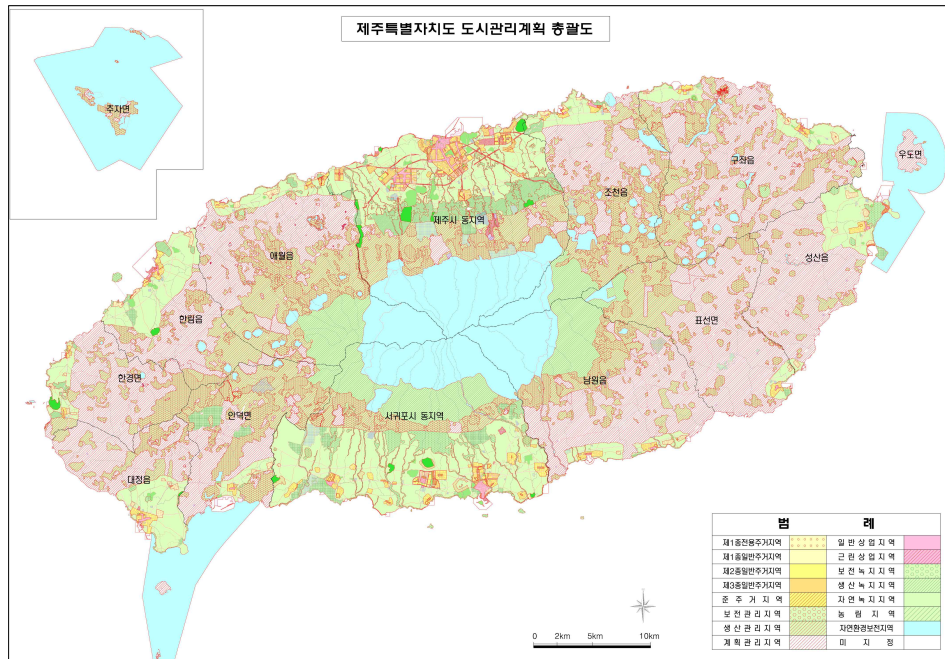 제주특별자치도 도시관리계획 총괄도
추자면
우도면
구좌읍
조천읍
제주시 동지역
성산읍
애월읍
한림읍
표선면
한경면
남원읍
안덕면
서귀포시 동지역
대정읍
범 례
제1종전용주거지역 일반상업지역
제1종일반주거지역 근린상업지역
제2종일반주거지역 보전녹지지역
제3종일반주거지역 생산녹지지역
준주거지역 자연녹지지역
보전관리지역 농림지역
생산관리지역 자연환경보전지역
계획관리지역 미지정
0 2km 5km 10km